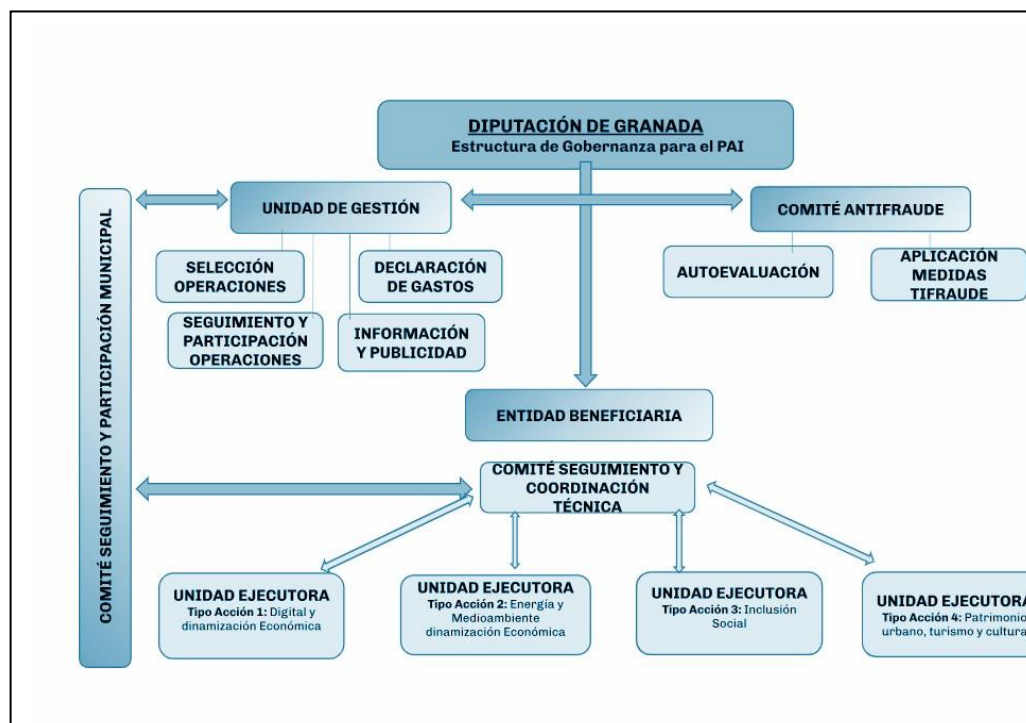 DIPUTACIÓN DE GRANADA
Estructura de Gobernanza para el PAI
COMITÉ SEGUIMIENTO Y PARTICIPACIÓN MUNICIPAL
UNIDAD DE GESTIÓN
COMITÉ ANTIFRAUDE
SELECCIÓN
OPERACIONES
DECLARACIÓN
DE GASTOS
AUTOEVALUACIÓN
APLICACIÓN
MEDIDAS
TIFRAUDE
SEGUIMIENTO Y
PARTICIPACIÓN
OPERACIONES
INFORMACIÓN
Y PUBLICIDAD
ENTIDAD BENEFICIARIA
COMITÉ SEGUIMIENTO Y
COORDINACIÓN
TÉCNICA
UNIDAD EJECUTORA
Tipo Acción 1: Digital y
dinamización Económica
UNIDAD EJECUTORA
Tipo Acción 2: Energía y
Medioambiente
dinamización Económica
UNIDAD EJECUTORA
Tipo Acción 3: Inclusión
Social
UNIDAD EJECUTORA
Tipo Acción 4: Patrimonio
urbano, turismo y cultura